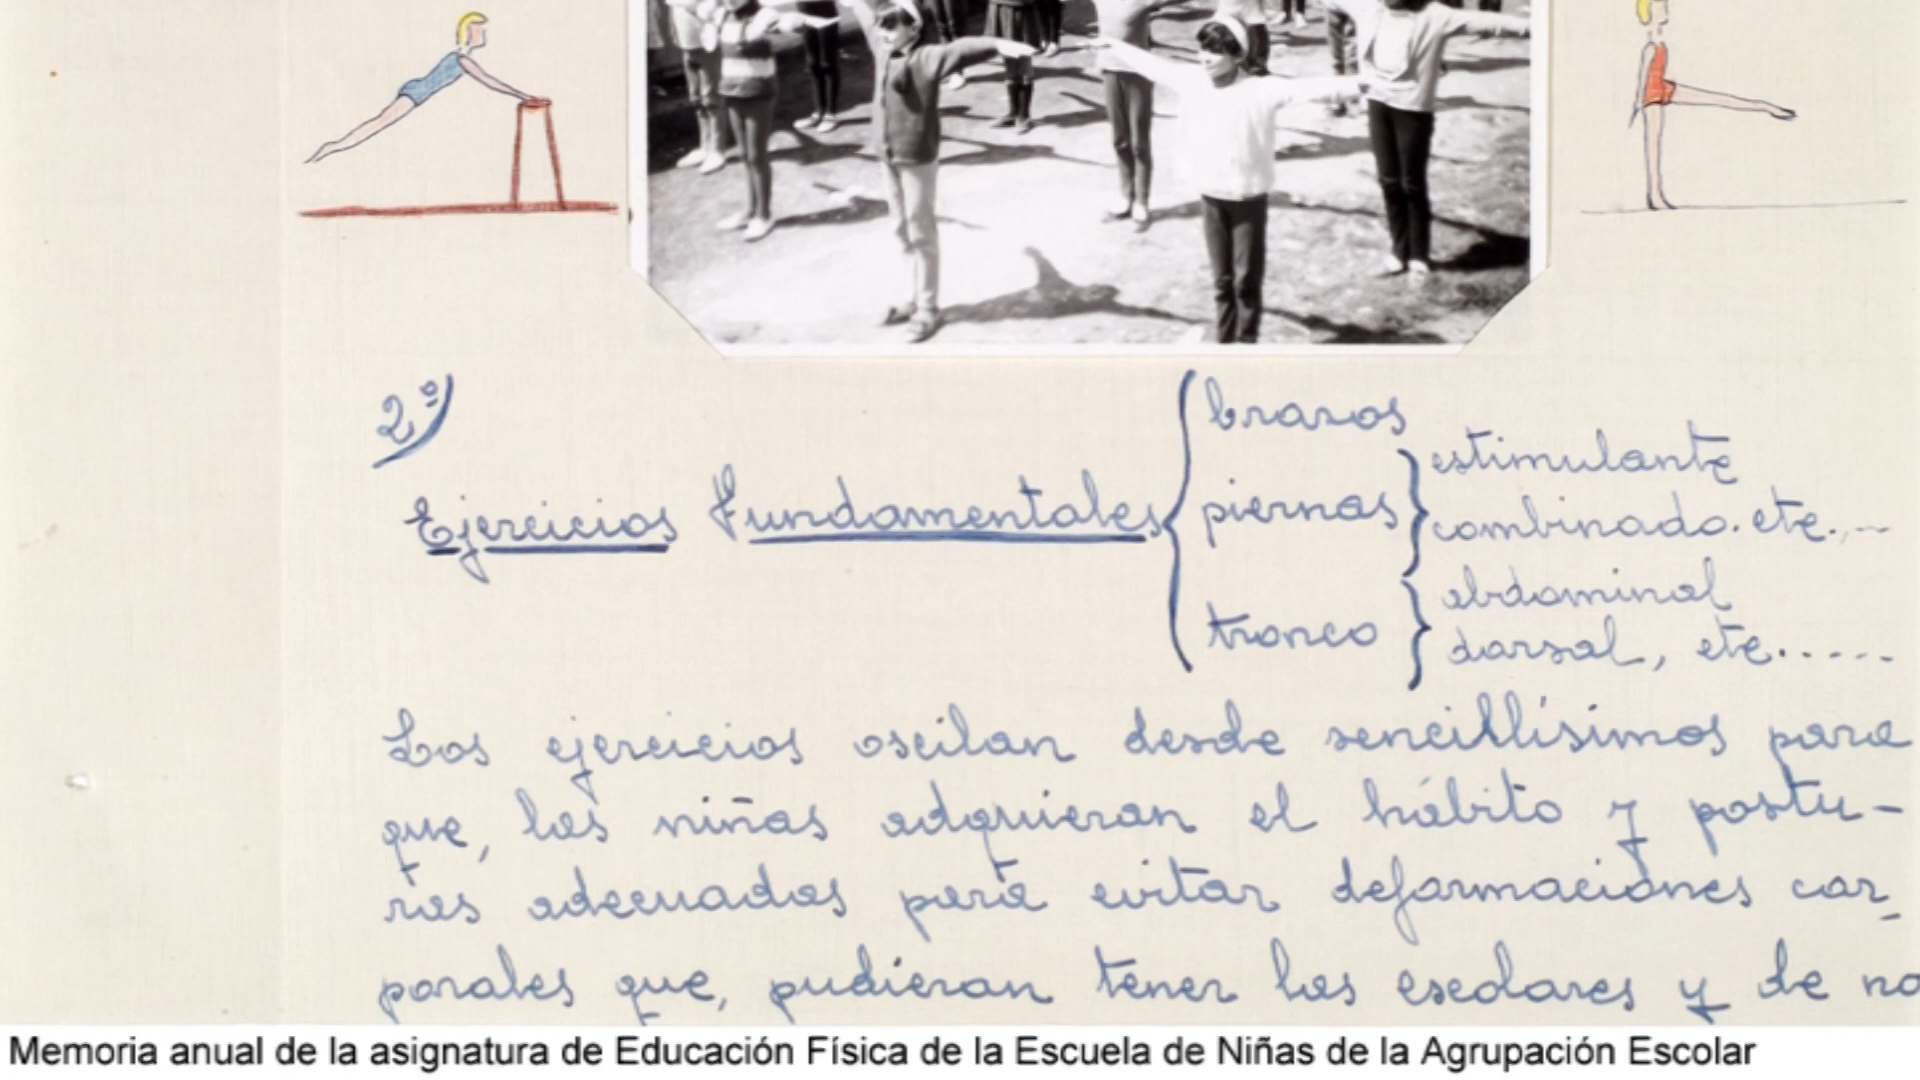 2º)
Ejercicios Fundamentales
brazos
piernas
tronco
estimulante
combinado. etc.,..
abdominal
dorsal, etc......
Los ejercicios oscilan desde sencillísimos para
que, las niñas adquieran el hábito y postu-
ras adecuadas para evitar deformaciones cor-
porales que, pudieran tener las escolares y de no
Memoria anual de la asignatura de Educación Física de la Escuela de Niñas de la Agrupación Escolar